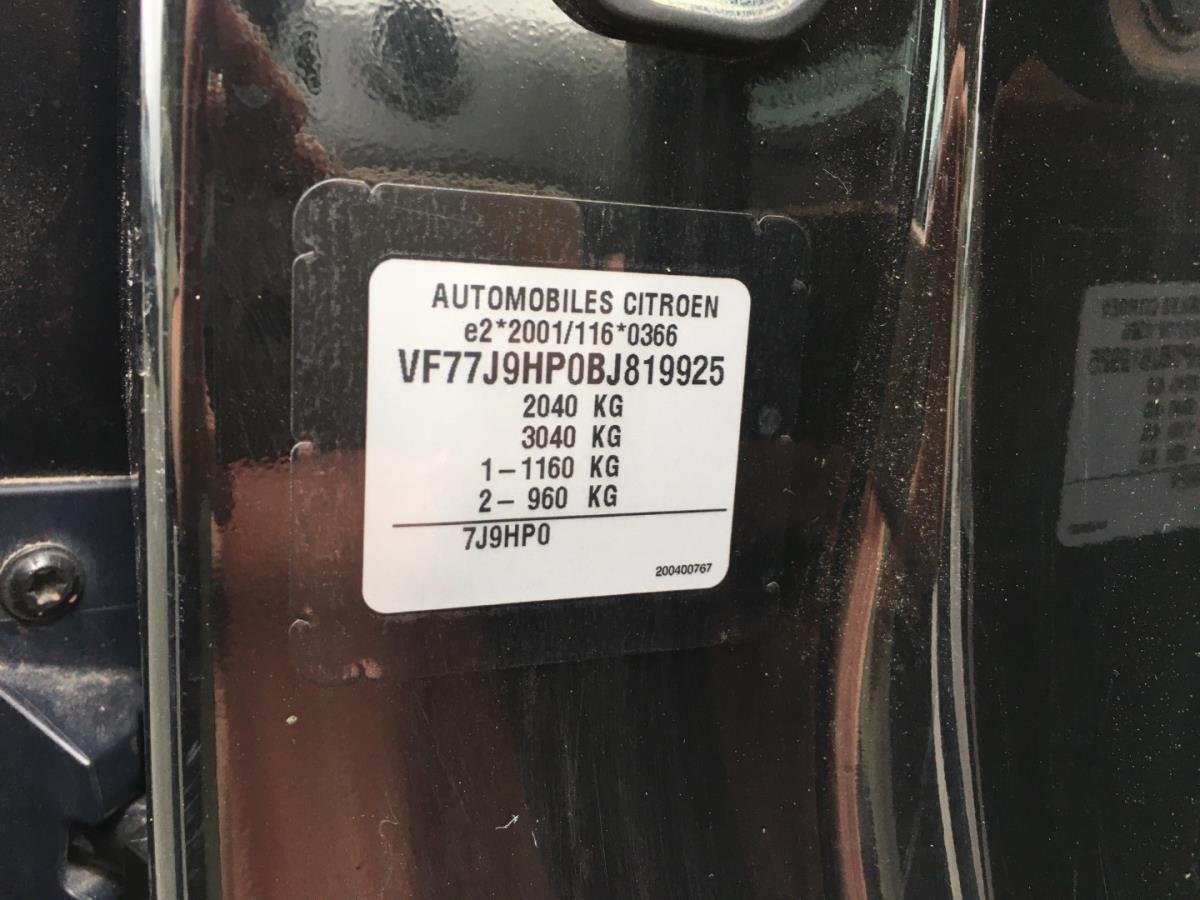 AUTOMOBILES CITROEN
e2*2001/116*0366
VF77J9HP0BJ819925
2040 KG
3040 KG
1-1160 KG
2- 960 KG
7J9HP0
200400767